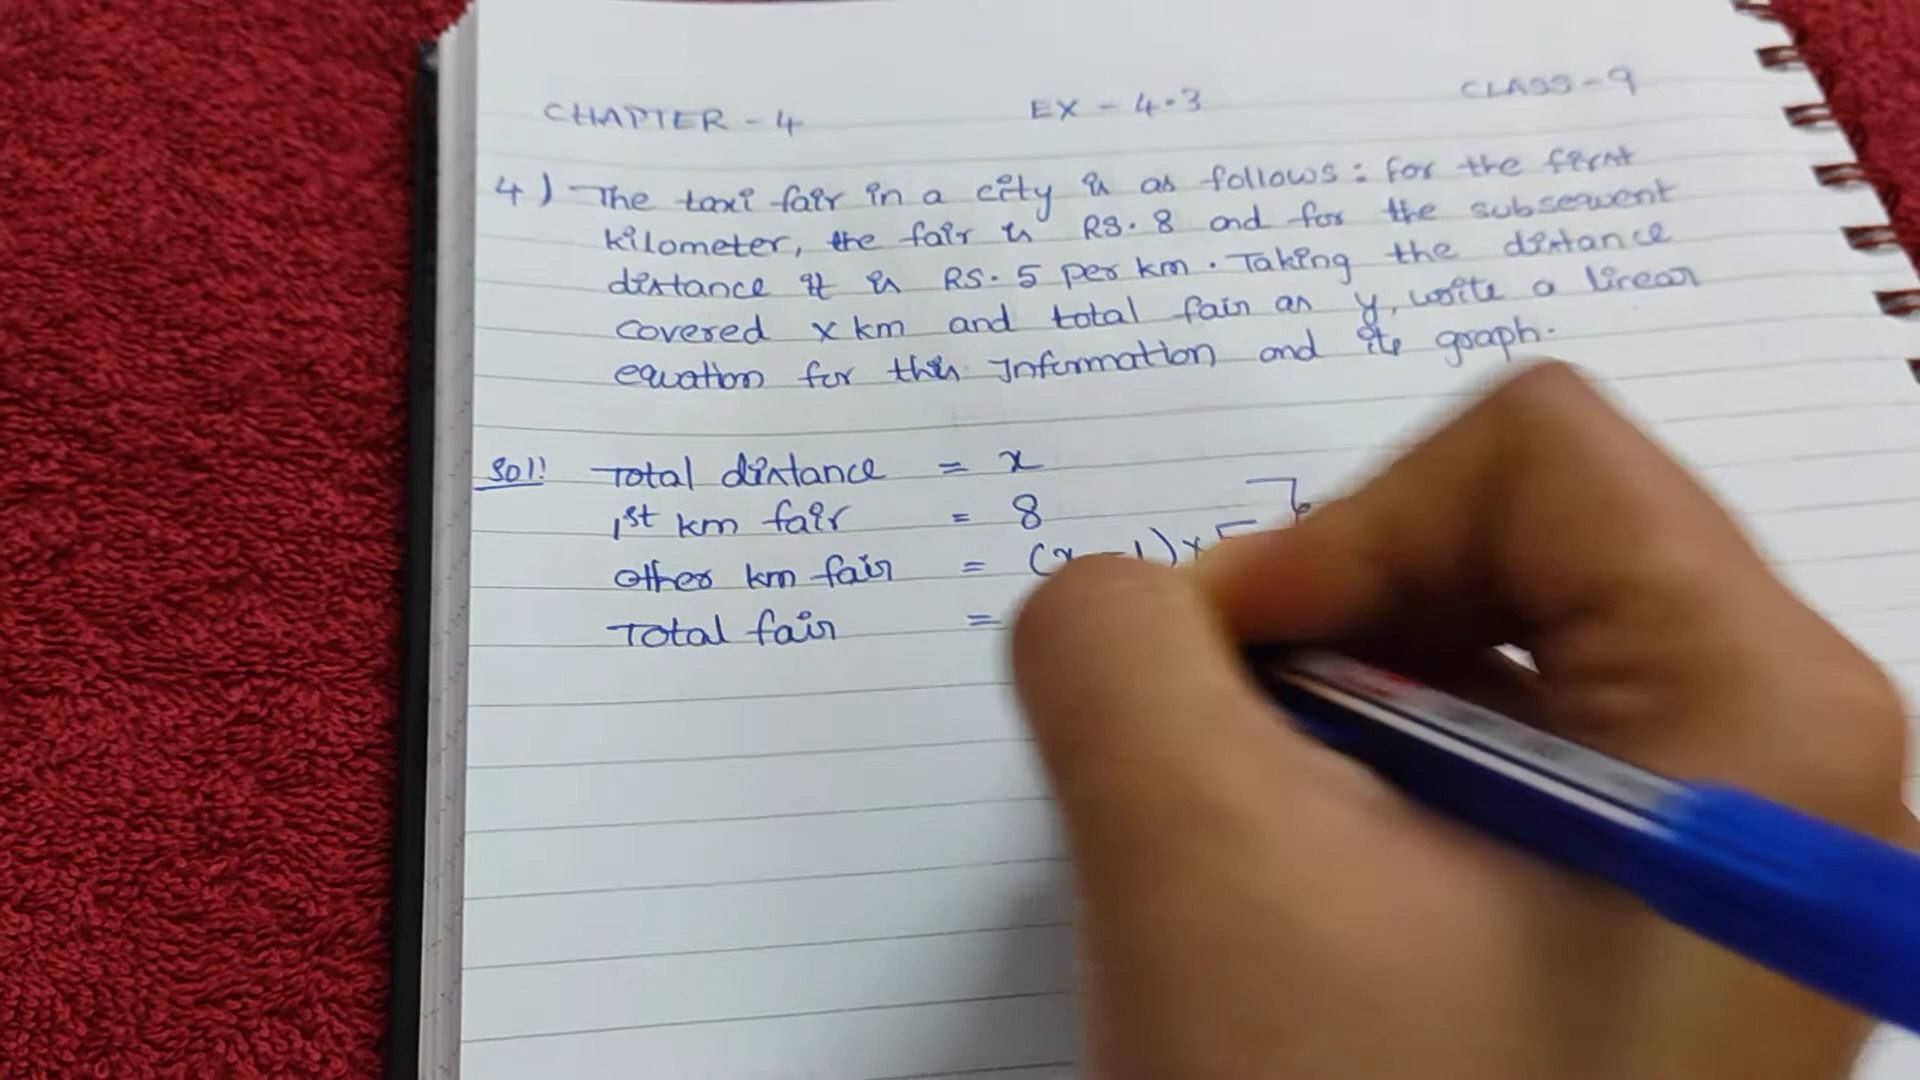 CHAPTER - 4 EX - 4.3 CLASS - 9
4) The taxi fair in a city is as follows: for the first
kilometer, the fair is RS. 8 and for the subsequent
distance it is RS. 5 per km. Taking the distance
covered x km and total fair as y, write a linear
equation for this Information and its graph.
Sol! Total distance = x
1st km fair = 8
other km fair = (x - 1) x 5
Total fair =